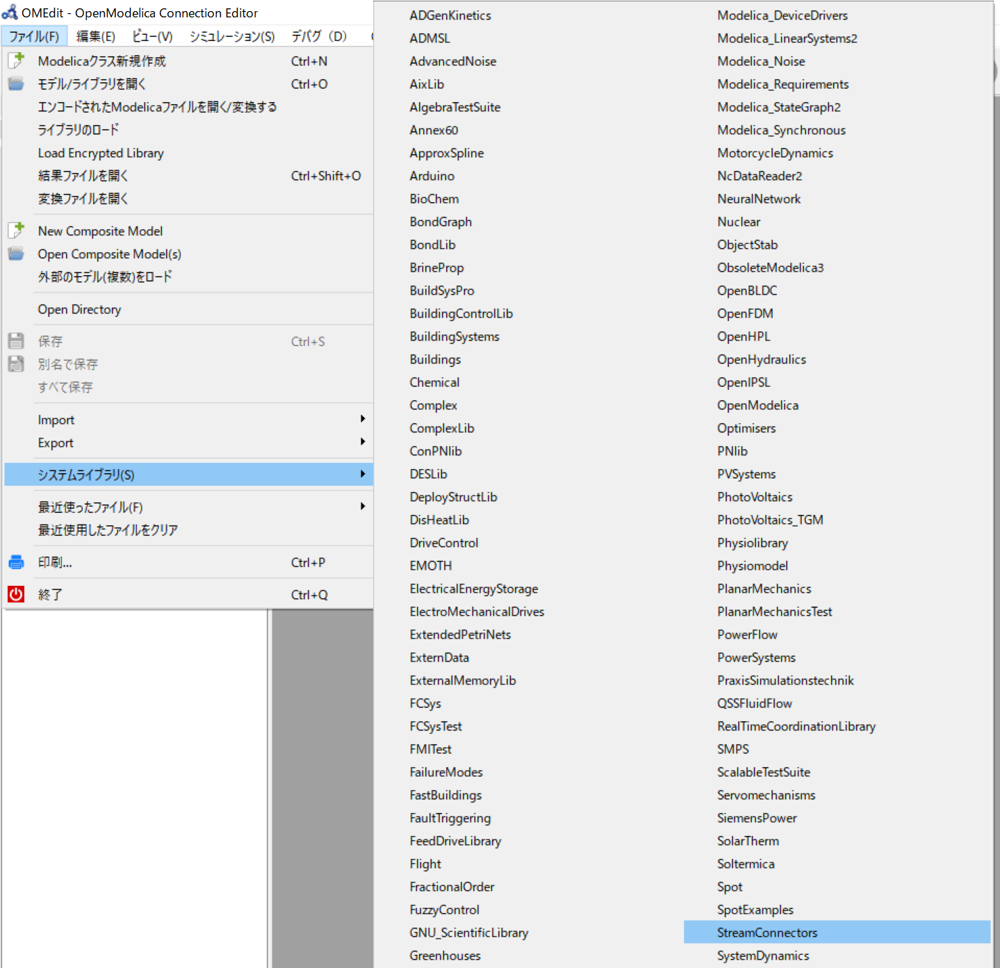 OMEdit - OpenModelica Connection Editor
ファイル(F) 編集(E) ビュー(V) シミュレーション(S) デバグ（D）
Modelicaクラス新規作成 Ctrl+N
モデル/ライブラリを開く Ctrl+O
エンコードされたModelicaファイルを開く/変換する
ライブラリのロード
Load Encrypted Library
結果ファイルを開く Ctrl+Shift+O
変換ファイルを開く
New Composite Model
Open Composite Model(s)
外部のモデル(複数)をロード
Open Directory
保存 Ctrl+S
別名で保存
すべて保存
Import
Export
システムライブラリ(S)
最近使ったファイル(F)
最近使用したファイルをクリア
印刷... Ctrl+P
終了 Ctrl+Q
ADGenKinetics
ADMSL
AdvancedNoise
AixLib
AlgebraTestSuite
Annex60
ApproxSpline
Arduino
BioChem
BondGraph
BondLib
BrineProp
BuildSysPro
BuildingControlLib
BuildingSystems
Buildings
Chemical
Complex
ComplexLib
ConPNlib
DESLib
DeployStructLib
DisHeatLib
DriveControl
EMOTH
ElectricalEnergyStorage
ElectroMechanicalDrives
ExtendedPetriNets
ExternData
ExternalMemoryLib
FCSys
FCSysTest
FMITest
FailureModes
FastBuildings
FaultTriggering
FeedDriveLibrary
Flight
FractionalOrder
FuzzyControl
GNU_ScientificLibrary
Greenhouses
Modelica_DeviceDrivers
Modelica_LinearSystems2
Modelica_Noise
Modelica_Requirements
Modelica_StateGraph2
Modelica_Synchronous
MotorcycleDynamics
NcDataReader2
NeuralNetwork
Nuclear
ObjectStab
ObsoleteModelica3
OpenBLDC
OpenFDM
OpenHPL
OpenHydraulics
OpenIPSL
OpenModelica
Optimisers
PNlib
PVSystems
PhotoVoltaics
PhotoVoltaics_TGM
Physiolibrary
Physiomodel
PlanarMechanics
PlanarMechanicsTest
PowerFlow
PowerSystems
PraxisSimulationstechnik
QSSFluidFlow
RealTimeCoordinationLibrary
SMPS
ScalableTestSuite
Servomechanisms
SiemensPower
SolarTherm
Soltermica
Spot
SpotExamples
StreamConnectors
SystemDynamics